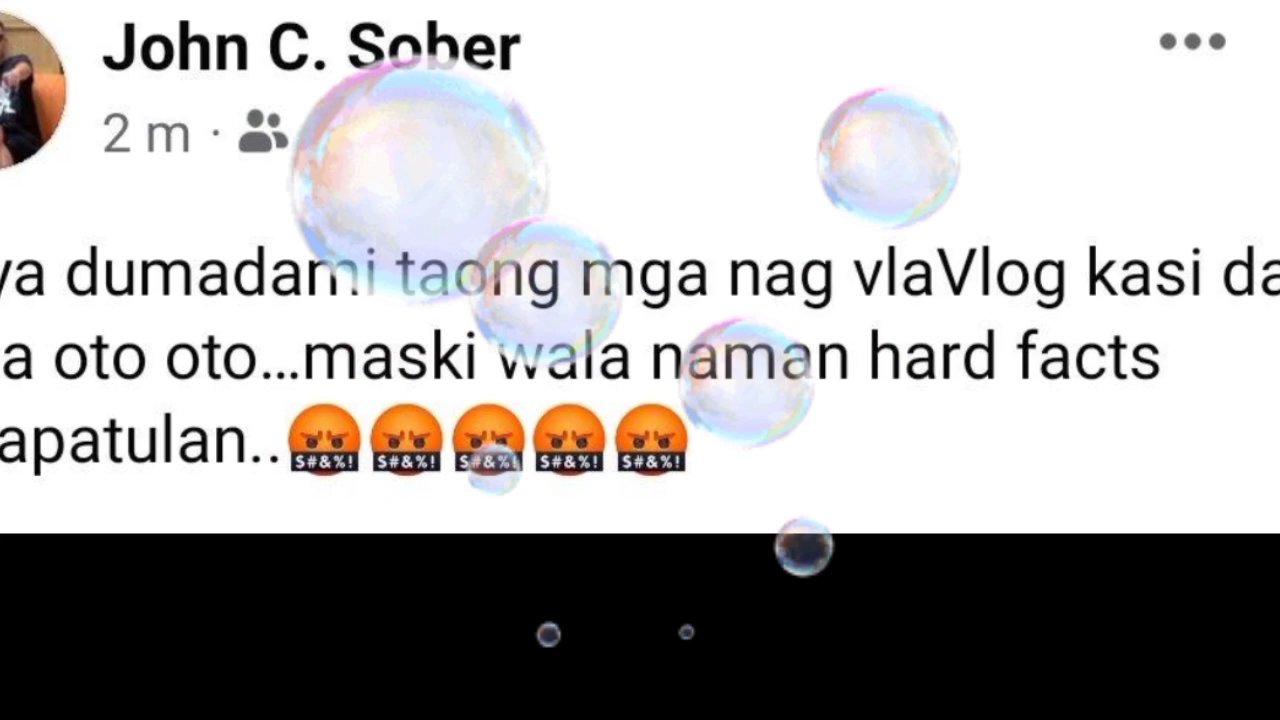 John C. Sober
2 m
ya dumadami taong mga nag vlaVlog kasi da
a oto oto...maski wala naman hard facts
apatulan..🤬🤬🤬🤬🤬